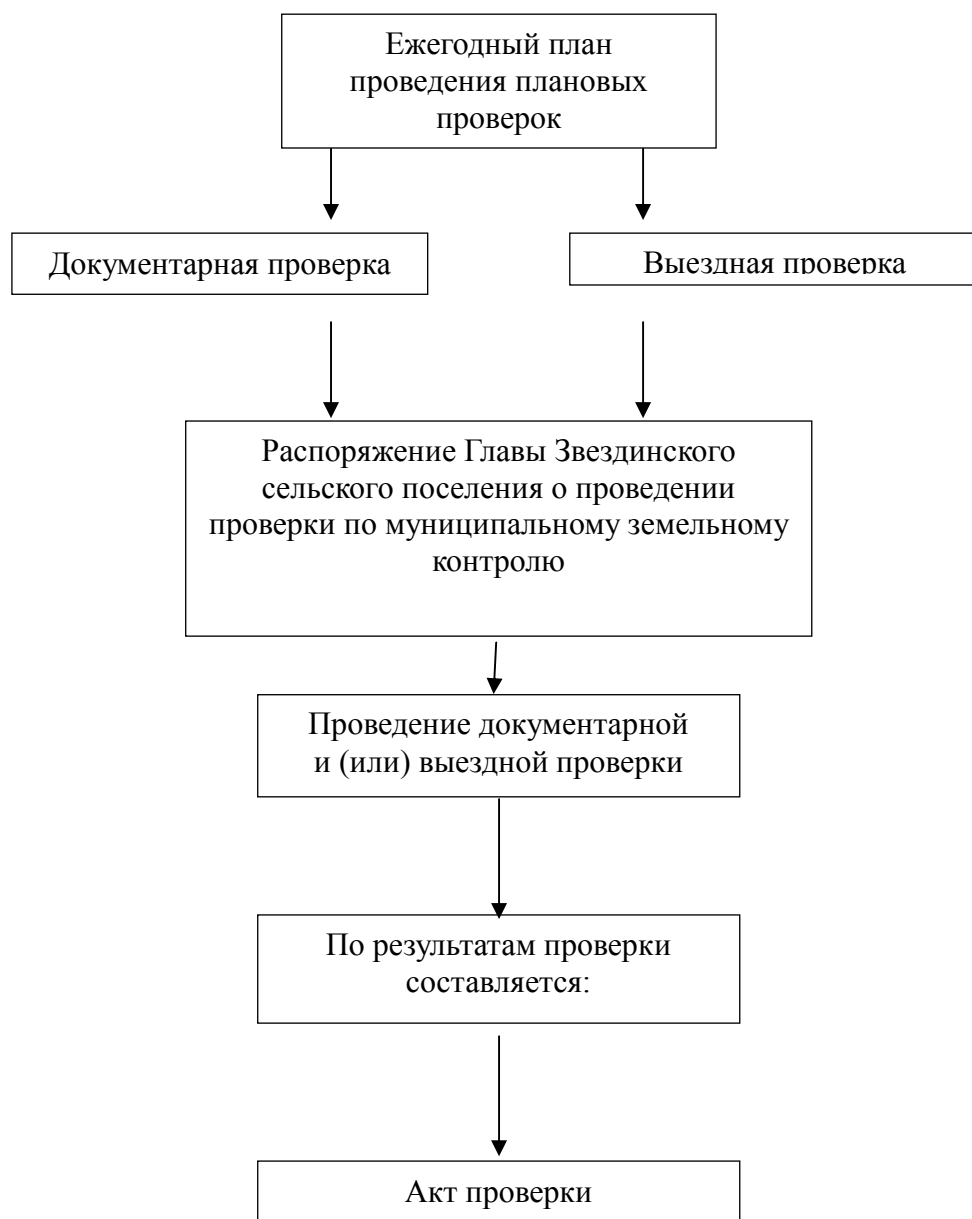 Ежегодный план
проведения плановых
проверок
Документарная проверка
Выездная проверка
Распоряжение Главы Звездинского
сельского поселения о проведении
проверки по муниципальному земельному
контролю
Проведение документарной
и (или) выездной проверки
По результатам проверки
составляется:
Акт проверки